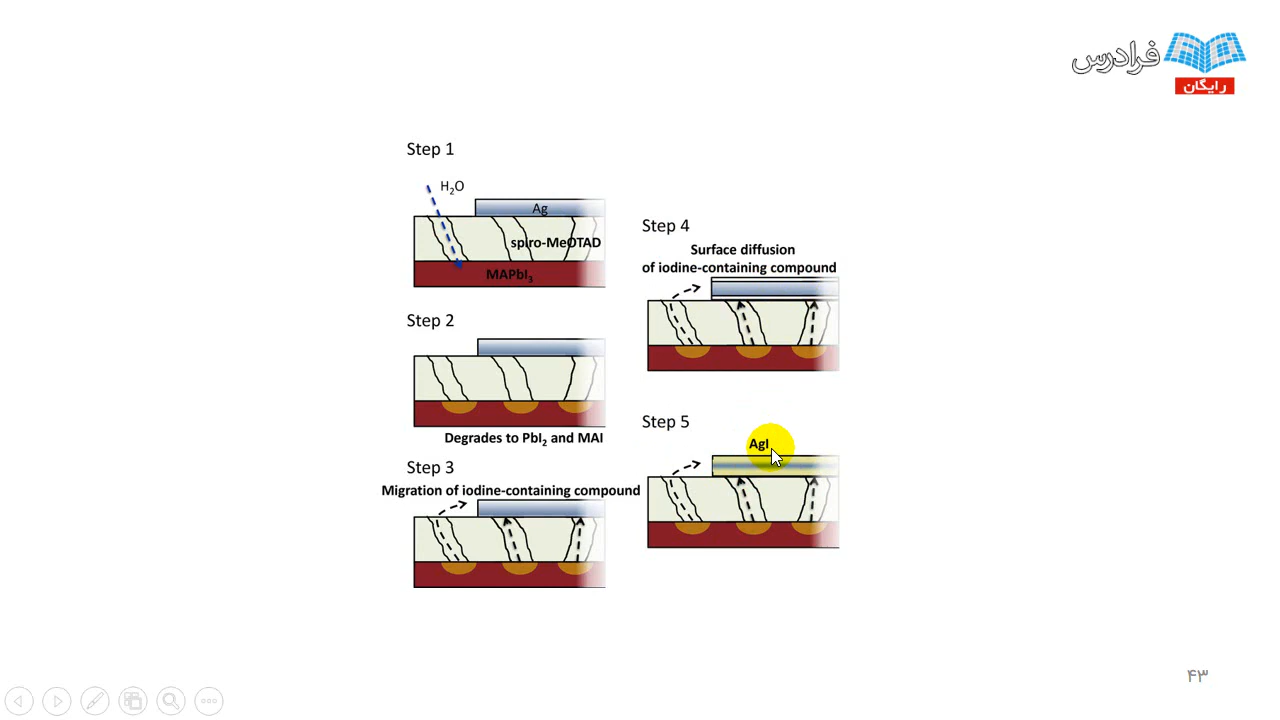 فرادرس
رایگان
Step 1
H₂O
Ag
spiro-MeOTAD
MAPbI₃
Step 2
Degrades to PbI₂ and MAI
Step 3
Migration of iodine-containing compound
Step 4
Surface diffusion
of iodine-containing compound
Step 5
AgI
۴۳